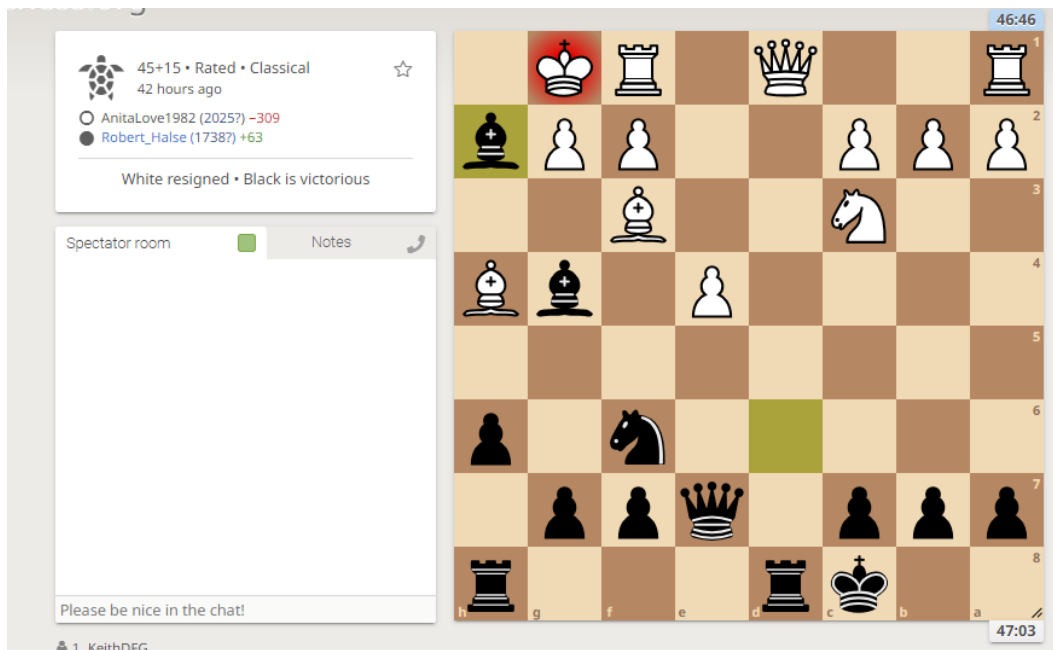 46:46
45+15 • Rated • Classical
42 hours ago
AnitaLove1982 (2025?) −309
Robert_Halse (1738?) +63
White resigned • Black is victorious
Spectator room
Notes
Please be nice in the chat!
1 KeithDFG
1
2
3
4
5
6
7
8
h g f e d c b a
47:03